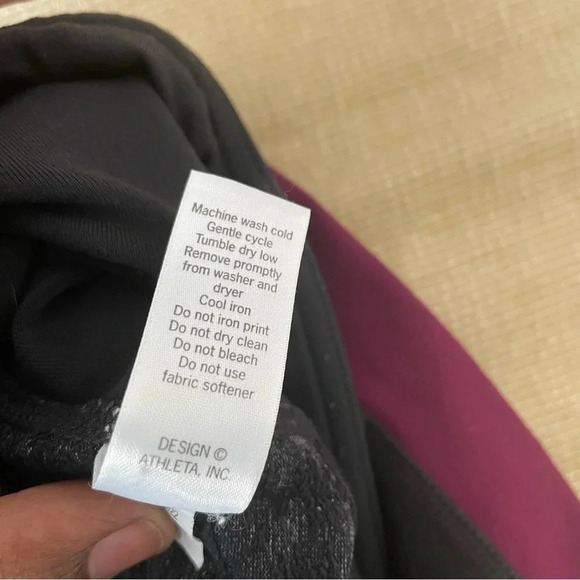 Machine wash cold
Gentle cycle
Tumble dry low
Remove promptly
from washer and
dryer
Cool iron
Do not iron print
Do not dry clean
Do not bleach
Do not use
fabric softener
DESIGN ©
ATHLETA, INC.